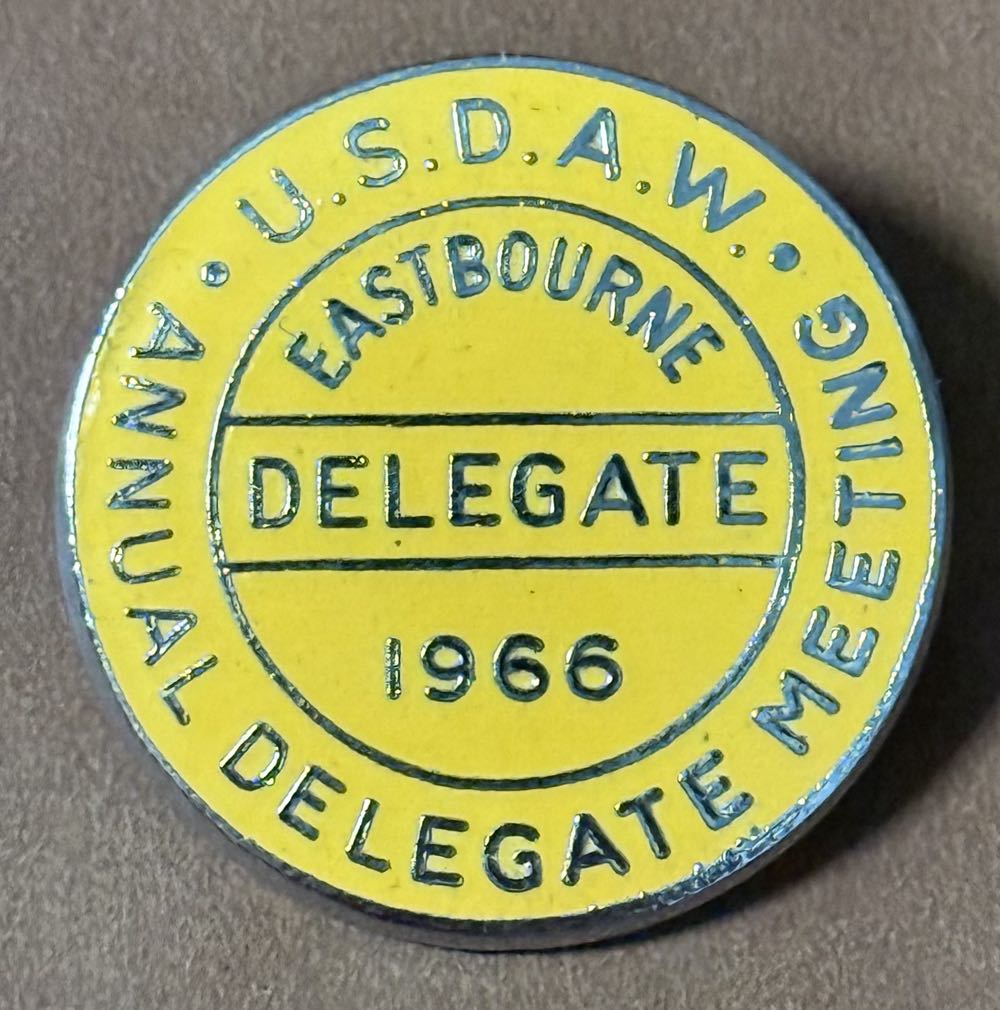 U.S.D.A.W.
EASTBOURNE
DELEGATE
1966
ANNUAL DELEGATE MEETING